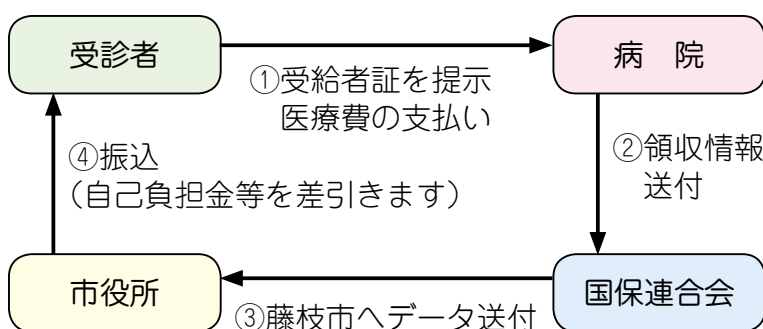 受診者
病　院
①受給者証を提示
医療費の支払い
②領収情報
送付
④振込
（自己負担金等を差引きます）
市役所
国保連合会
③藤枝市へデータ送付